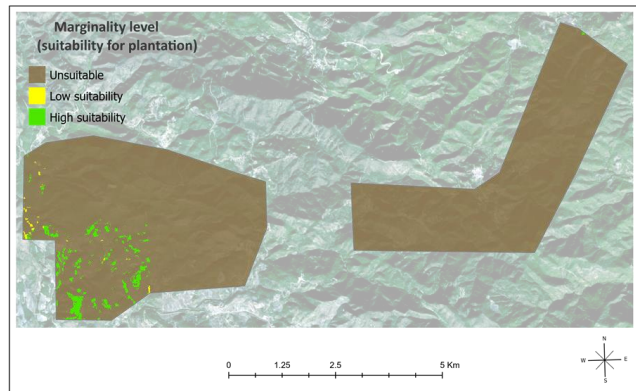 Marginality level
(suitability for plantation)
Unsuitable
Low suitability
High suitability
0 1.25 2.5 5 Km
N
W E
S